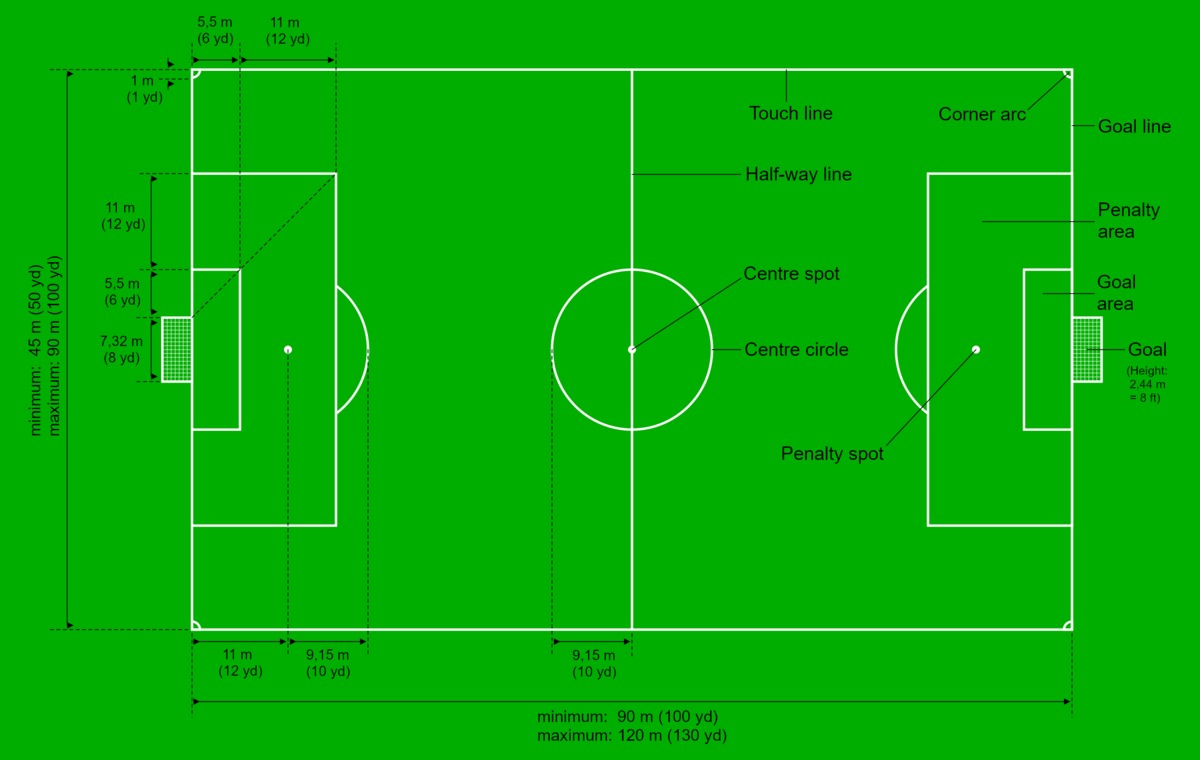 5,5 m
(6 yd)
11 m
(12 yd)
1 m
(1 yd)
Touch line
Corner arc
Goal line
Half-way line
11 m
(12 yd)
Penalty
area
minimum:  45 m (50 yd)
maximum: 90 m (100 yd)
5,5 m
(6 yd)
Centre spot
Goal
area
7,32 m
(8 yd)
Centre circle
Goal
(Height:
2.44 m
= 8 ft)
Penalty spot
11 m
(12 yd)
9,15 m
(10 yd)
9,15 m
(10 yd)
minimum:  90 m (100 yd)
maximum: 120 m (130 yd)